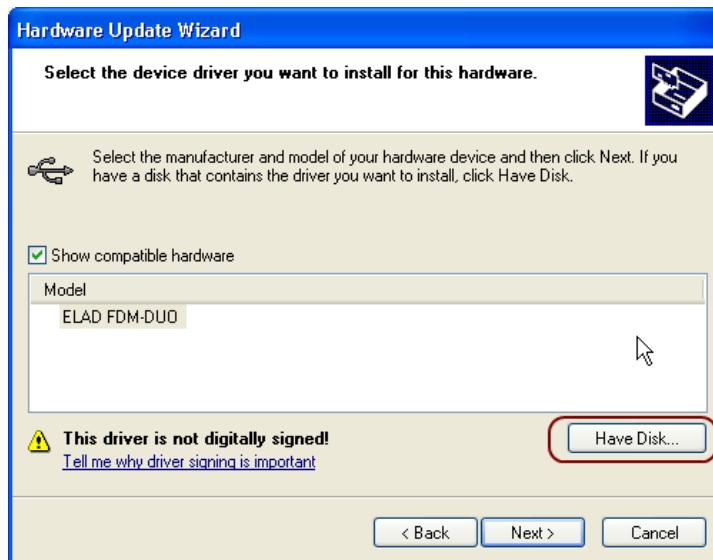 Hardware Update Wizard
Select the device driver you want to install for this hardware.
Select the manufacturer and model of your hardware device and then click Next. If you
have a disk that contains the driver you want to install, click Have Disk.
Show compatible hardware
Model
ELAD FDM-DUO
This driver is not digitally signed!
Tell me why driver signing is important
Have Disk...
< Back
Next >
Cancel